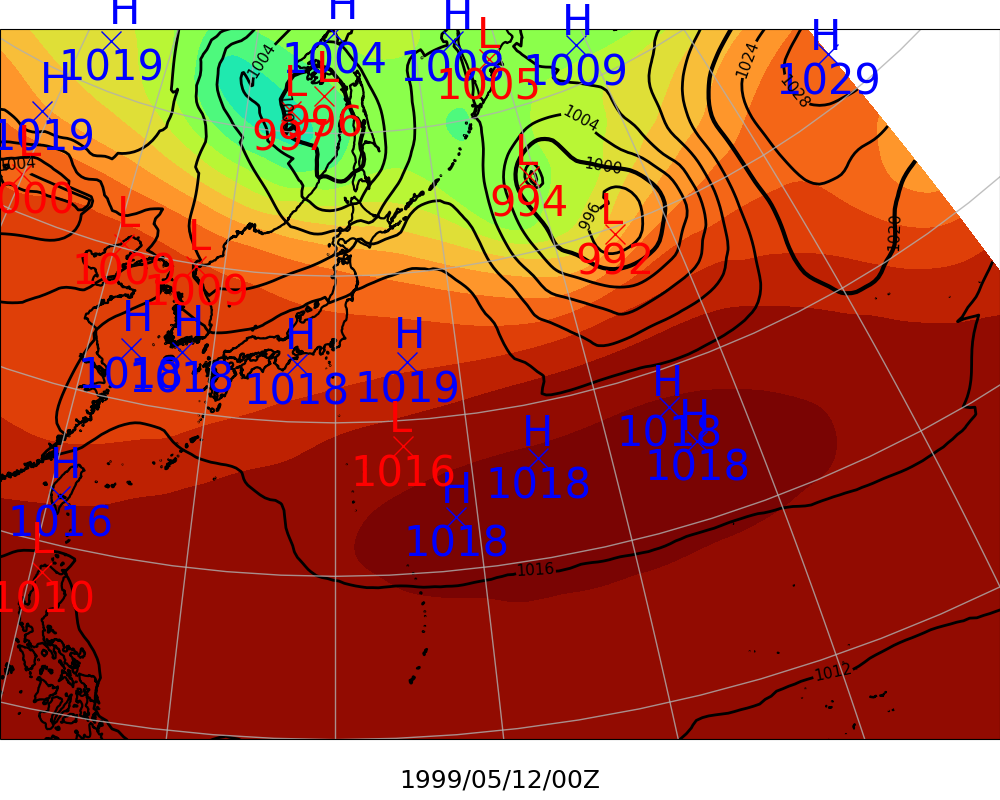 H H H L H H
1019 1004 1008 1005 1009 1029
H L L 1004 1024 1028
1019 997 996 1004
L L 1000
1004 1000 994 996 L
L L 992 1020
1009 1009
H H H H
1018 1018 1018 1019 H
L H 1018 H
1016 1018 1018
H H
1016 1018
L 1016
1010
1012
1999/05/12/00Z